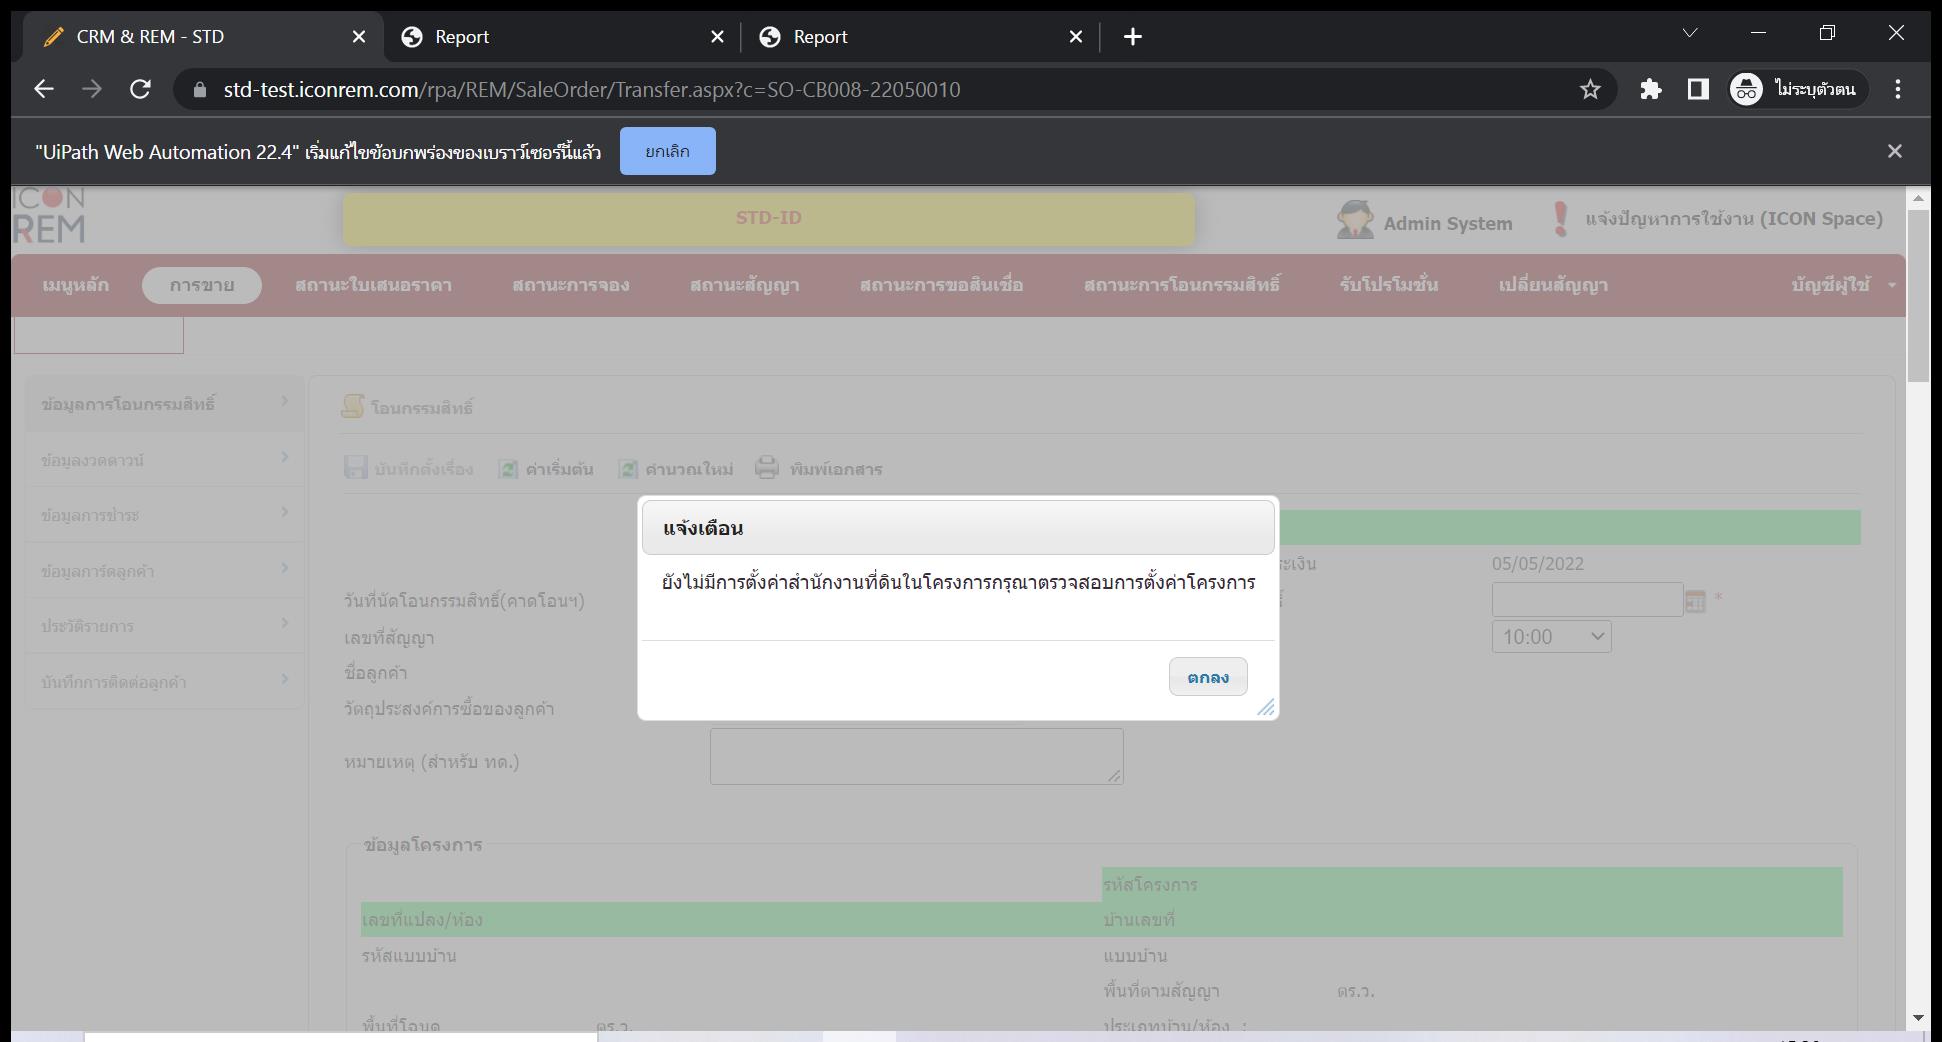 CRM & REM - STD
Report
Report
std-test.iconrem.com/rpa/REM/SaleOrder/Transfer.aspx?c=SO-CB008-22050010
ไม่ระบุตัวตน
"UiPath Web Automation 22.4" เริ่มแก้ไขข้อบกพร่องของเบราว์เซอร์นี้แล้ว
ยกเลิก
ICON REM
STD-ID
Admin System
แจ้งปัญหาการใช้งาน (ICON Space)
เมนูหลัก
การขาย
สถานะใบเสนอราคา
สถานะการจอง
สถานะสัญญา
สถานะการขอสินเชื่อ
สถานะการโอนกรรมสิทธิ์
รับโปรโมชั่น
เปลี่ยนสัญญา
บัญชีผู้ใช้
ข้อมูลการโอนกรรมสิทธิ์
ข้อมูลงวดดาวน์
ข้อมูลการชำระ
ข้อมูลการ์ดลูกค้า
ประวัติรายการ
บันทึกการติดต่อลูกค้า
โอนกรรมสิทธิ์
บันทึกตั้งเรื่อง
ค่าเริ่มต้น
คำนวณใหม่
พิมพ์เอกสาร
แจ้งเตือน
ยังไม่มีการตั้งค่าสำนักงานที่ดินในโครงการกรุณาตรวจสอบการตั้งค่าโครงการ
ตกลง
ระเงิน
05/05/2022
วันที่นัดโอนกรรมสิทธิ์(คาดโอนฯ)
*
เลขที่สัญญา
10:00
ชื่อลูกค้า
วัตถุประสงค์การซื้อของลูกค้า
หมายเหตุ (สำหรับ ทด.)
ข้อมูลโครงการ
รหัสโครงการ
เลขที่แปลง/ห้อง
บ้านเลขที่
รหัสแบบบ้าน
แบบบ้าน
พื้นที่ตามสัญญา
ตร.ว.
พื้นที่โฉนด
ตร.ว.
ประเภทบ้าน/ห้อง :